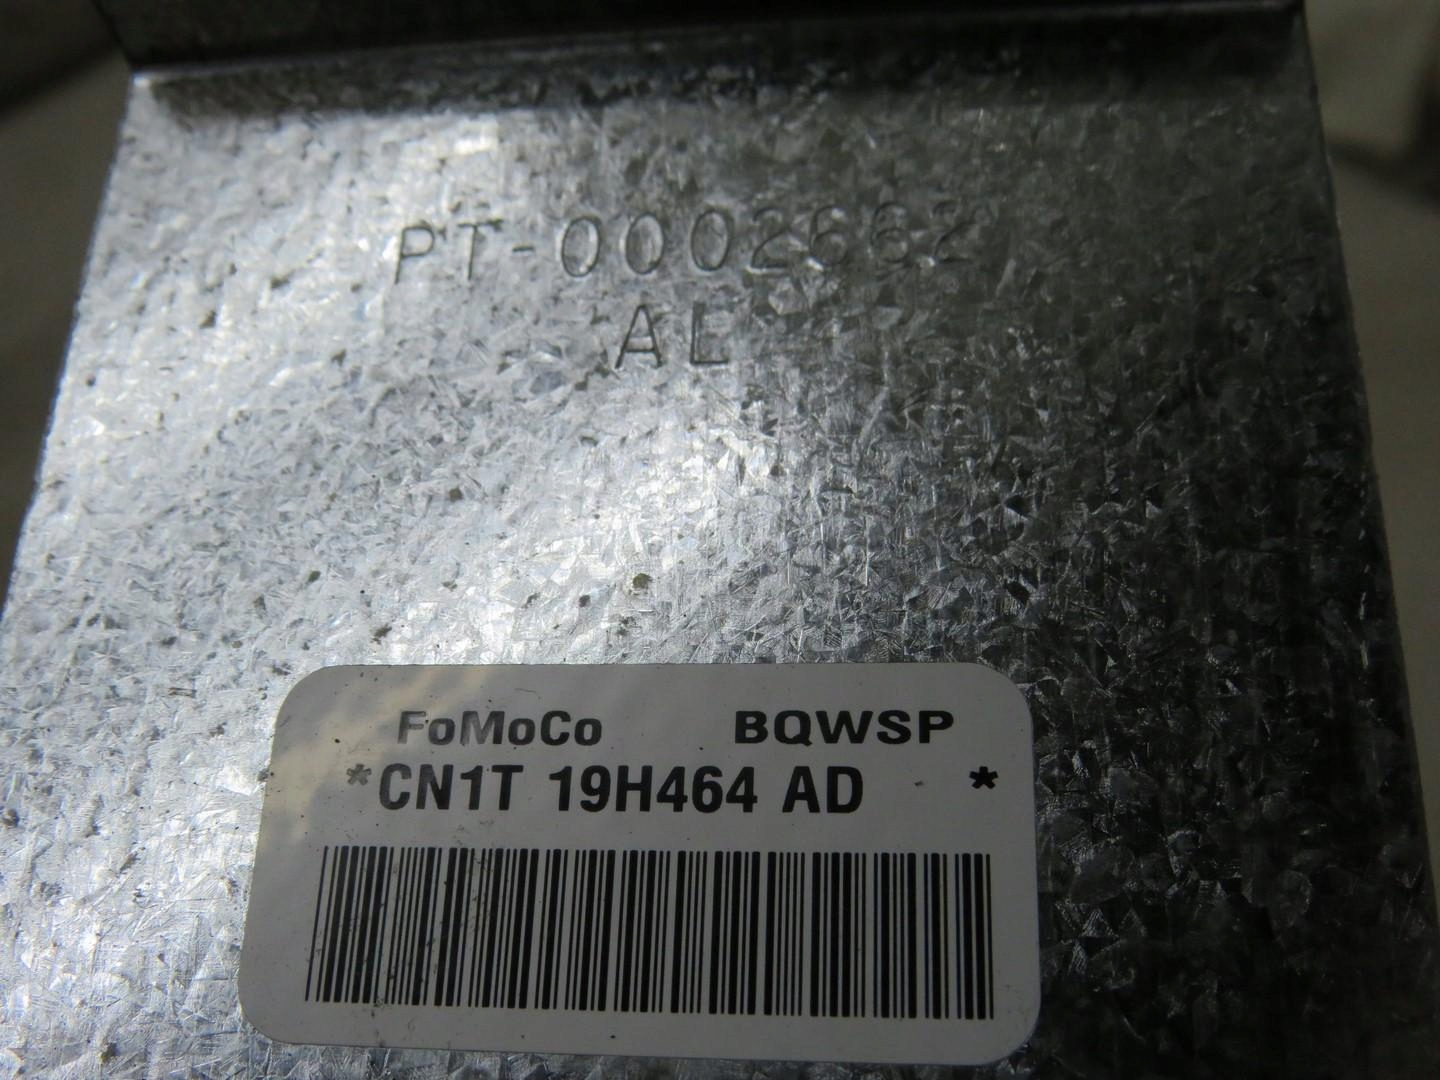 PT-0002662
AL
FoMoCo BQWSP
*CN1T 19H464 AD *